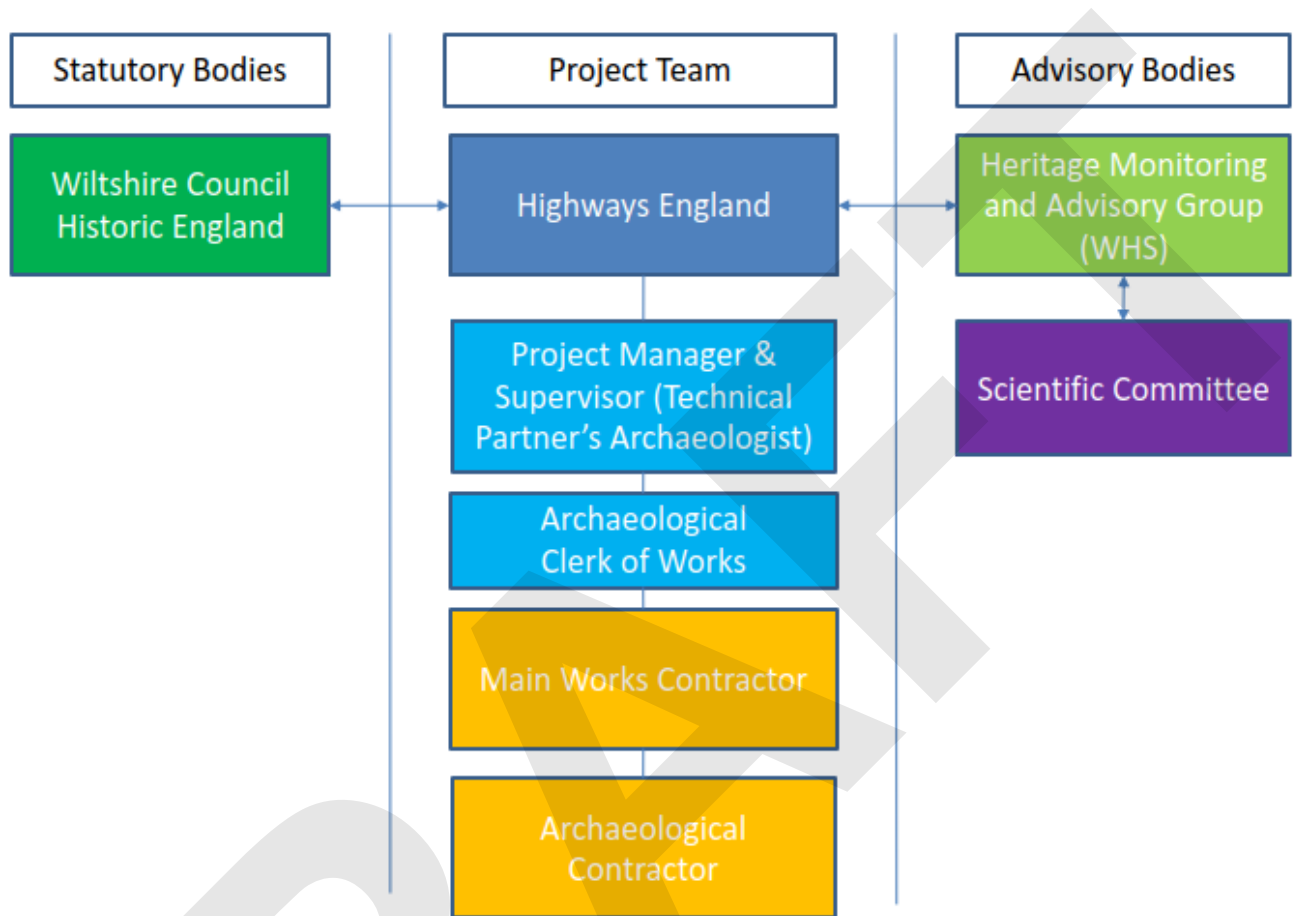 Statutory Bodies
Project Team
Advisory Bodies
Wiltshire Council
Historic England
Highways England
Heritage Monitoring
and Advisory Group
(WHS)
Project Manager &
Supervisor (Technical
Partner’s Archaeologist)
Scientific Committee
Archaeological
Clerk of Works
Main Works Contractor
Archaeological
Contractor
DRAFT